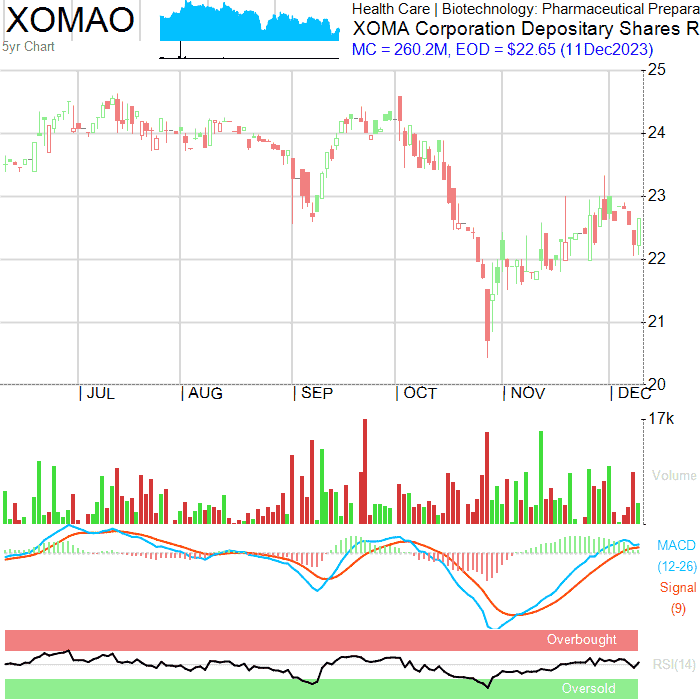 XOMAO
5yr Chart
Health Care | Biotechnology: Pharmaceutical Prepara
XOMA Corporation Depositary Shares R
MC = 260.2M, EOD = $22.65 (11Dec2023)
25
24
23
22
21
20
| JUL | AUG | SEP | OCT | NOV | DEC
17k
Volume
MACD
(12-26)
Signal
(9)
Overbought
RSI(14)
Oversold